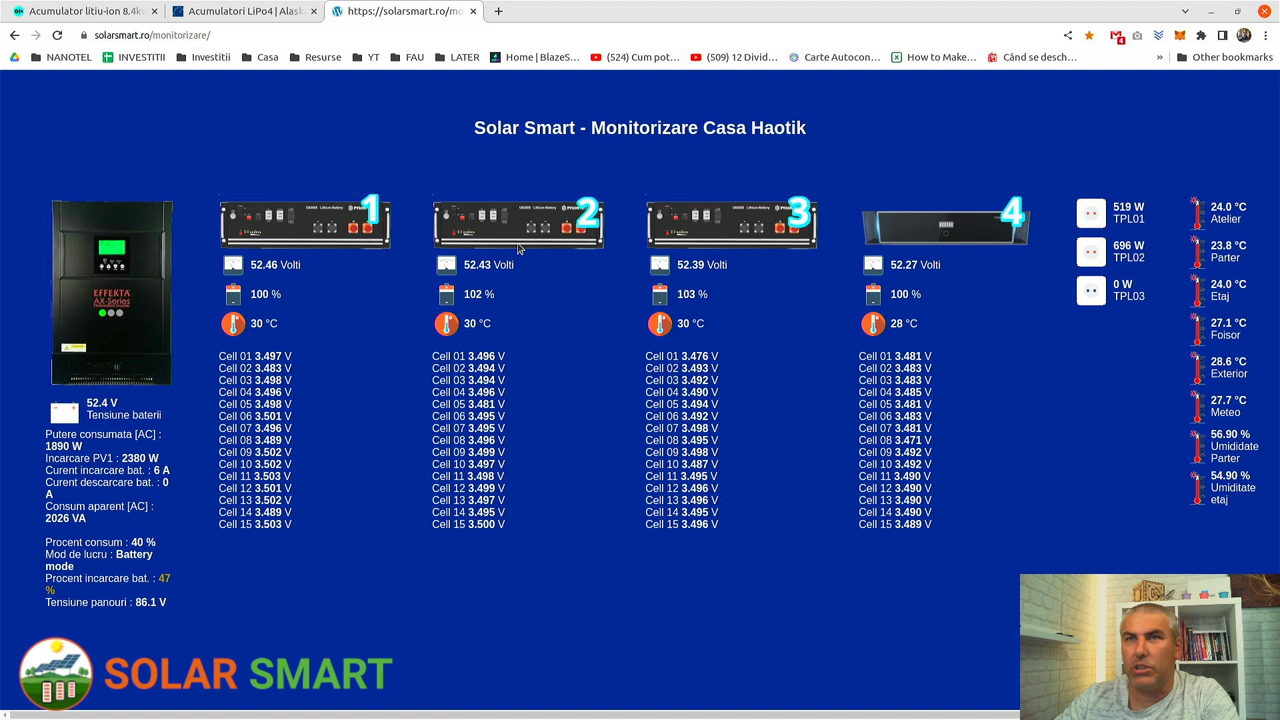 Acumulator litiu-ion 8.4kw
Acumulatori LiPo4 | Alask
https://solarsmart.ro/mo
solarsmart.ro/monitorizare/
4
NANOTEL
INVESTITII
Investitii
Casa
Resurse
YT
FAU
LATER
Home | BlazeS...
(524) Cum pot...
(509) 12 Divid...
Carte Autocon...
How to Make...
Când se desch...
»
Other bookmarks
Solar Smart - Monitorizare Casa Haotik
EFFEKTA
AX-Series
52.4 V
Tensiune baterii
Putere consumata [AC] :
1890 W
Incarcare PV1 : 2380 W
Curent incarcare bat. : 6 A
Curent descarcare bat. : 0
A
Consum aparent [AC] :
2026 VA
Procent consum : 40 %
Mod de lucru : Battery
mode
Procent incarcare bat. : 47
%
Tensiune panouri : 86.1 V
1
52.46 Volti
100 %
30 °C
Cell 01 3.497 V
Cell 02 3.483 V
Cell 03 3.498 V
Cell 04 3.496 V
Cell 05 3.498 V
Cell 06 3.501 V
Cell 07 3.496 V
Cell 08 3.489 V
Cell 09 3.502 V
Cell 10 3.502 V
Cell 11 3.503 V
Cell 12 3.501 V
Cell 13 3.502 V
Cell 14 3.489 V
Cell 15 3.503 V
2
52.43 Volti
102 %
30 °C
Cell 01 3.496 V
Cell 02 3.494 V
Cell 03 3.494 V
Cell 04 3.496 V
Cell 05 3.481 V
Cell 06 3.495 V
Cell 07 3.495 V
Cell 08 3.496 V
Cell 09 3.499 V
Cell 10 3.497 V
Cell 11 3.498 V
Cell 12 3.499 V
Cell 13 3.497 V
Cell 14 3.495 V
Cell 15 3.500 V
3
52.39 Volti
103 %
30 °C
Cell 01 3.476 V
Cell 02 3.493 V
Cell 03 3.492 V
Cell 04 3.490 V
Cell 05 3.494 V
Cell 06 3.492 V
Cell 07 3.498 V
Cell 08 3.495 V
Cell 09 3.498 V
Cell 10 3.487 V
Cell 11 3.495 V
Cell 12 3.496 V
Cell 13 3.496 V
Cell 14 3.495 V
Cell 15 3.496 V
4
52.27 Volti
100 %
28 °C
Cell 01 3.481 V
Cell 02 3.483 V
Cell 03 3.483 V
Cell 04 3.485 V
Cell 05 3.481 V
Cell 06 3.483 V
Cell 07 3.481 V
Cell 08 3.471 V
Cell 09 3.492 V
Cell 10 3.492 V
Cell 11 3.490 V
Cell 12 3.490 V
Cell 13 3.490 V
Cell 14 3.490 V
Cell 15 3.489 V
519 W
TPL01
696 W
TPL02
0 W
TPL03
24.0 °C
Atelier
23.8 °C
Parter
24.0 °C
Etaj
27.1 °C
Foisor
28.6 °C
Exterior
27.7 °C
Meteo
56.90 %
Umiditate
Parter
54.90 %
Umiditate
etaj
SOLAR SMART